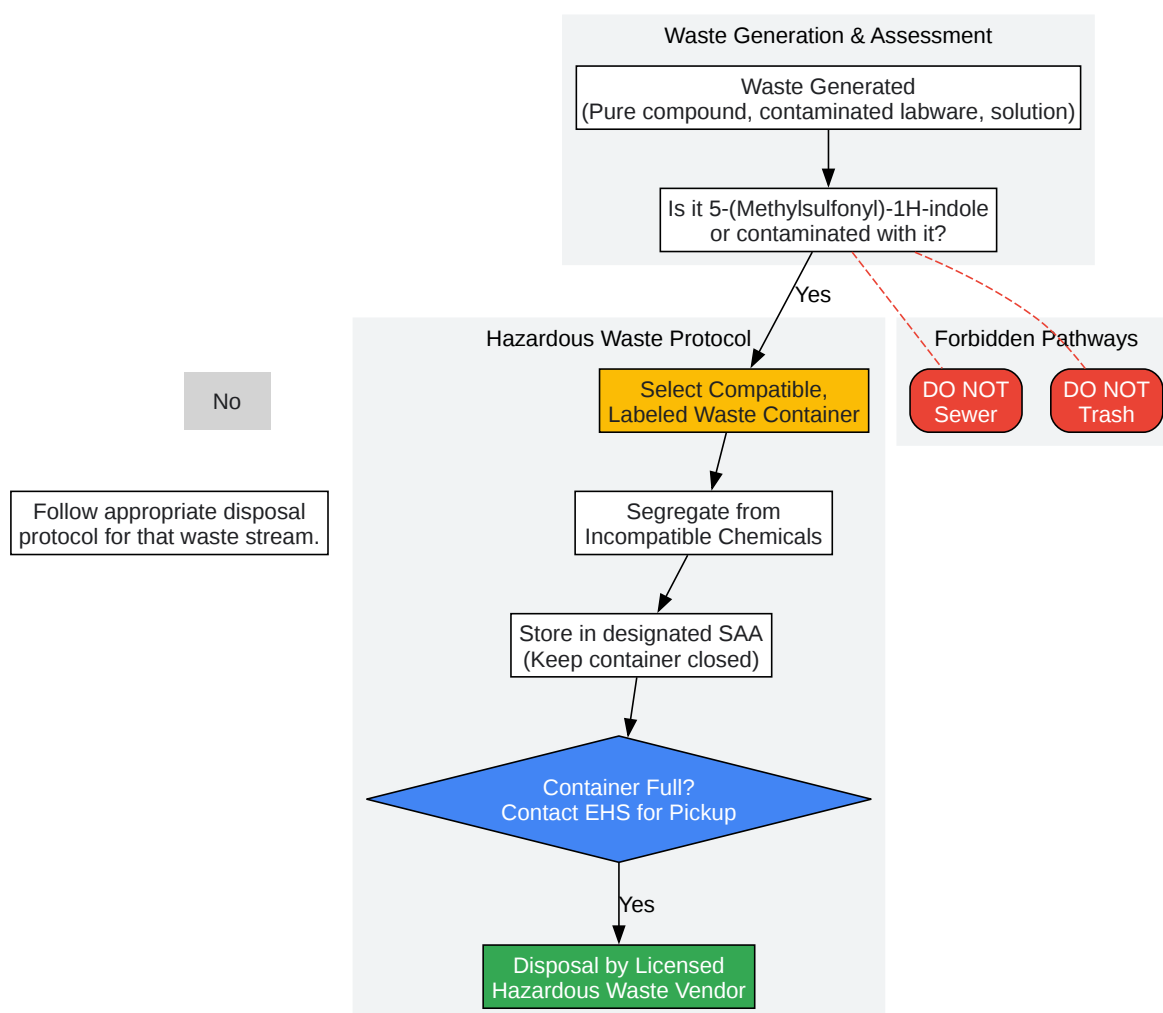 Waste Generation & Assessment
Waste Generated
(Pure compound, contaminated labware, solution)
Is it 5-(Methylsulfonyl)-1H-indole
or contaminated with it?
Yes
Hazardous Waste Protocol
Forbidden Pathways
No
Select Compatible,
Labeled Waste Container
DO NOT
Sewer
DO NOT
Trash
Follow appropriate disposal
protocol for that waste stream.
Segregate from
Incompatible Chemicals
Store in designated SAA
(Keep container closed)
Container Full?
Contact EHS for Pickup
Yes
Disposal by Licensed
Hazardous Waste Vendor